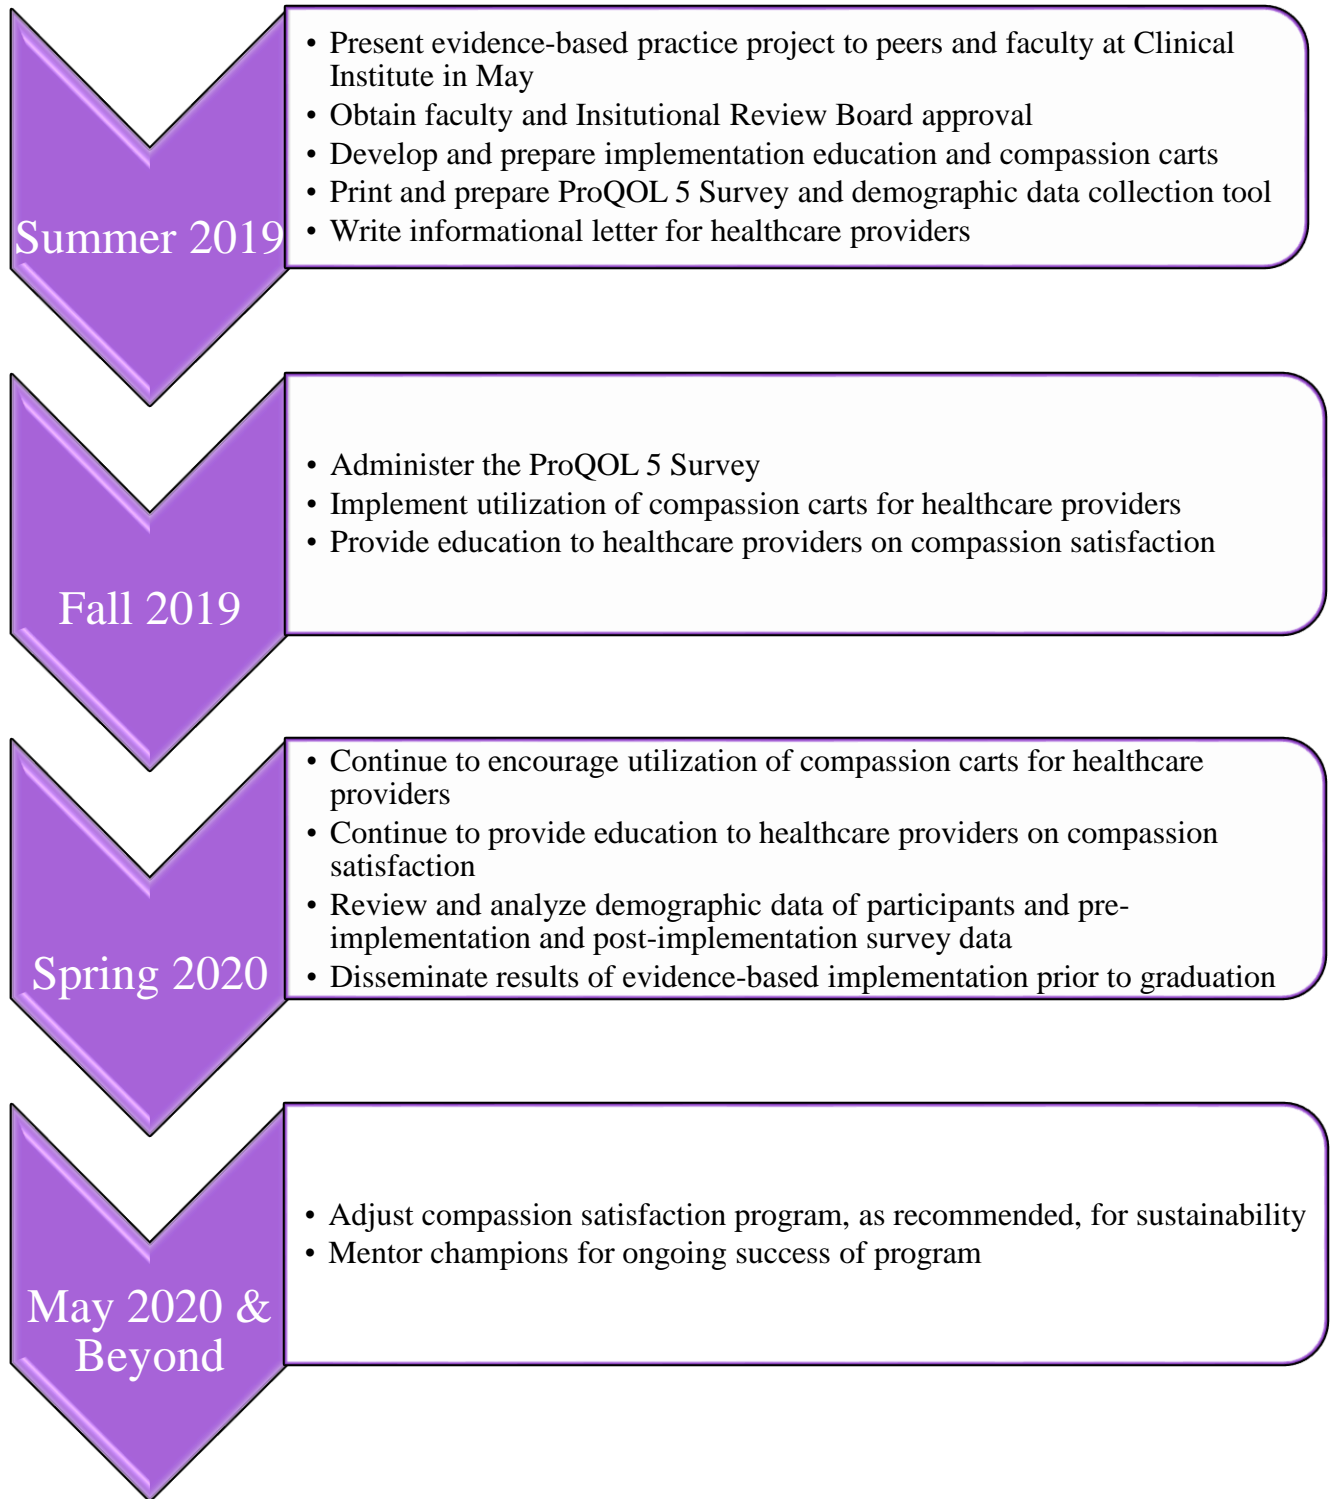 Summer 2019
• Present evidence-based practice project to peers and faculty at Clinical
Institute in May
• Obtain faculty and Insitutional Review Board approval
• Develop and prepare implementation education and compassion carts
• Print and prepare ProQOL 5 Survey and demographic data collection tool
• Write informational letter for healthcare providers
Fall 2019
• Administer the ProQOL 5 Survey
• Implement utilization of compassion carts for healthcare providers
• Provide education to healthcare providers on compassion satisfaction
Spring 2020
• Continue to encourage utilization of compassion carts for healthcare
providers
• Continue to provide education to healthcare providers on compassion
satisfaction
• Review and analyze demographic data of participants and pre-
implementation and post-implementation survey data
• Disseminate results of evidence-based implementation prior to graduation
May 2020 &
Beyond
• Adjust compassion satisfaction program, as recommended, for sustainability
• Mentor champions for ongoing success of program